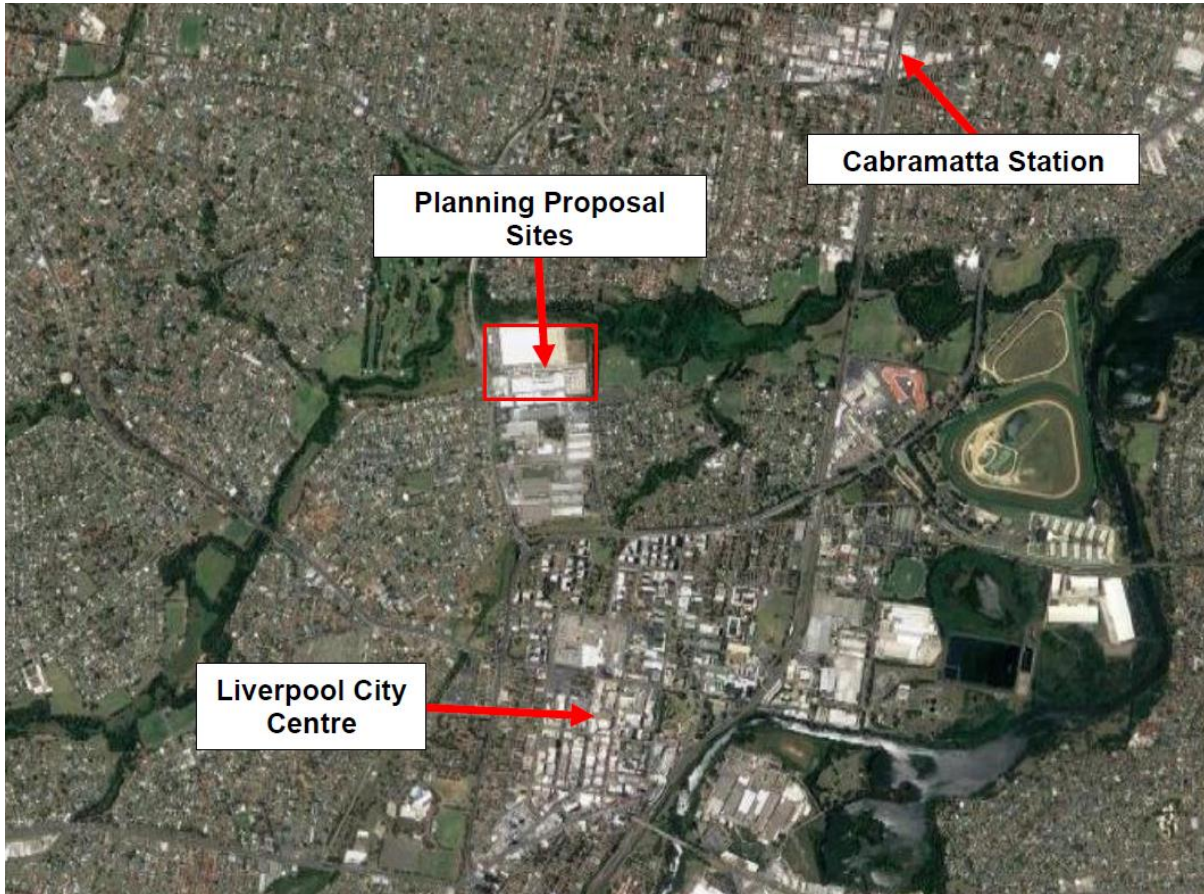 Cabramatta Station
Planning Proposal
Sites
Liverpool City
Centre